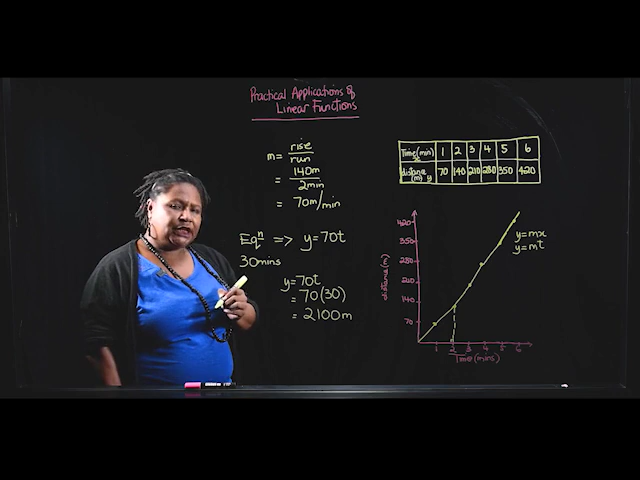 Practical Applications of
Linear Functions
m = rise
run
= 140m
2min
= 70m/min
Eqⁿ => y=70t
30mins
y=70t
= 70(30)
= 2100m
Time(min) 1 2 3 4 5 6
distance (m) y 70 140 210 280 350 420
420
350
280
210
140
70
distance (m)
y=mx
y=mt
1 2 3 4 5 6
Time (mins)